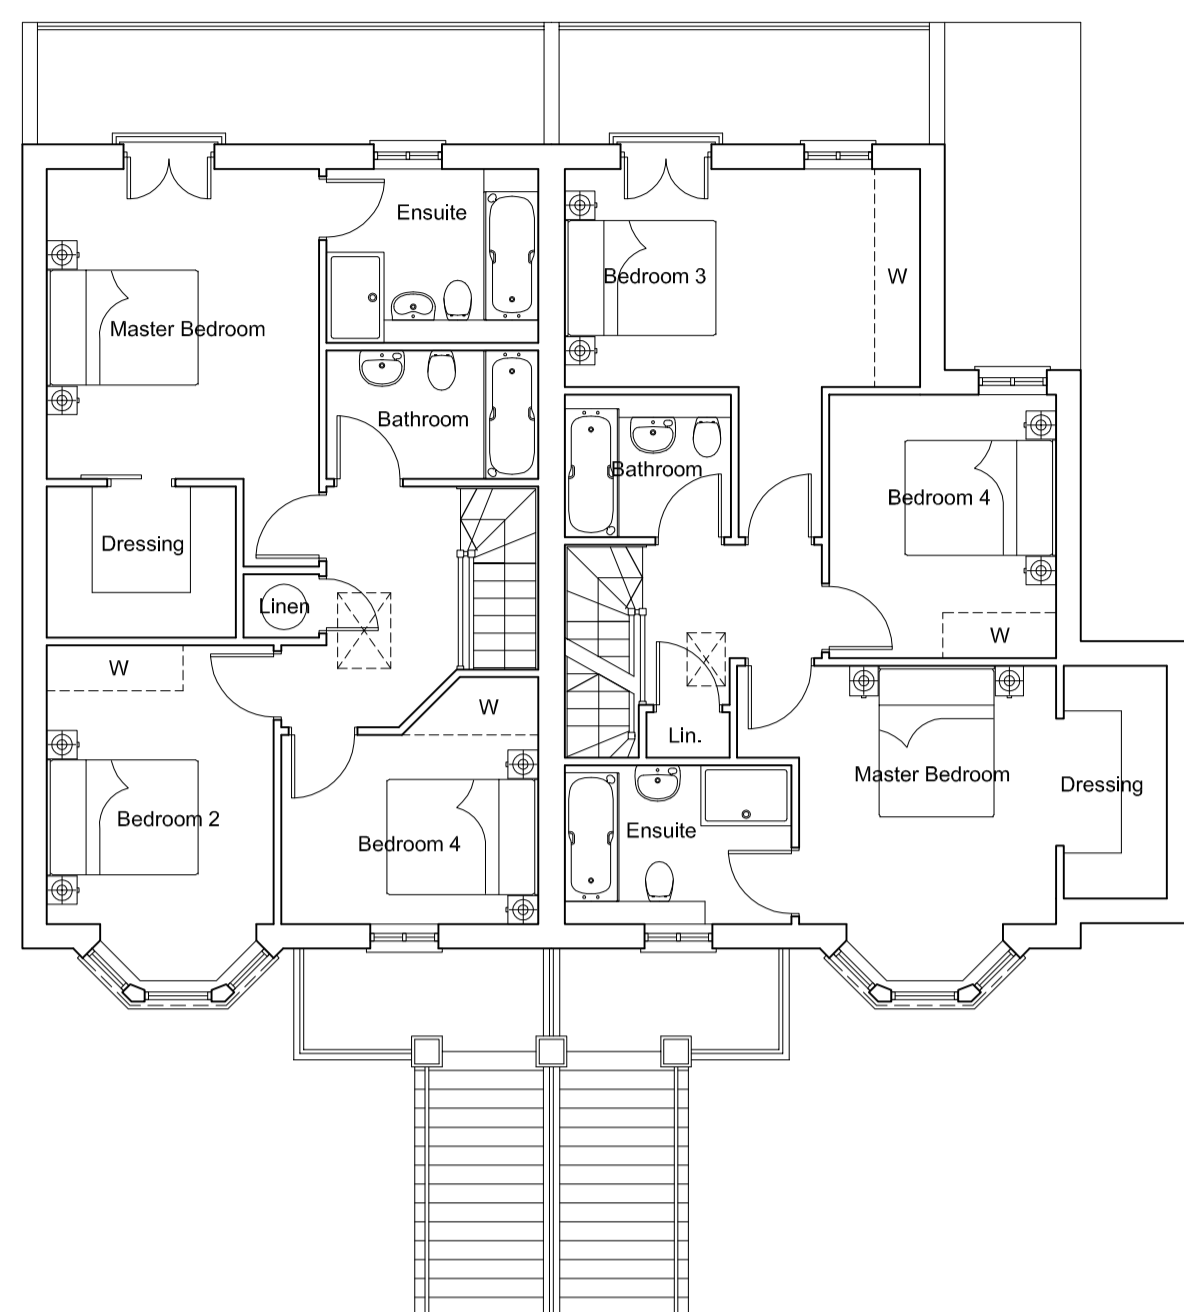 Ensuite
Master Bedroom
Bathroom
Dressing
Linen
W
W
Bedroom 2
Bedroom 4
Bedroom 3
W
Bathroom
Bedroom 4
W
Lin.
Master Bedroom
Dressing
Ensuite